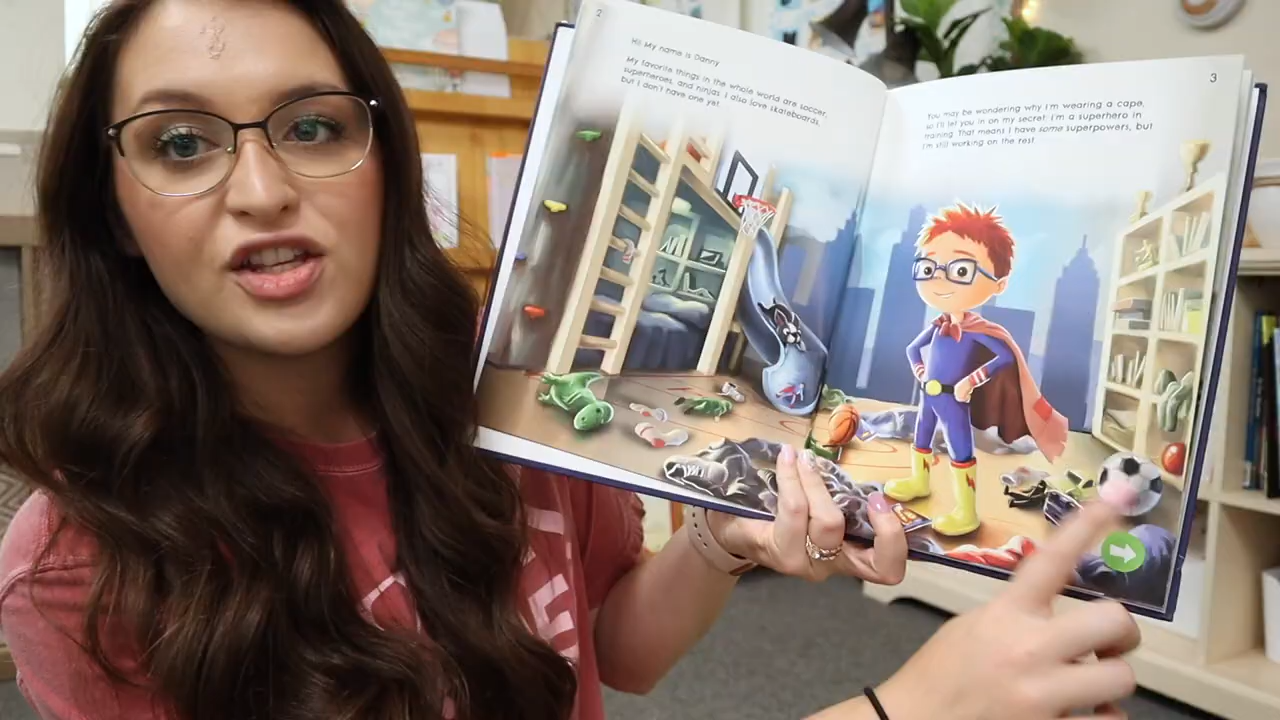 2
Hi! My name is Danny
My favorite things in the whole world are soccer,
superheroes, and ninjas. I also love skateboards,
but I don't have one yet.
3
You may be wondering why I'm wearing a cape,
so I'll let you in on my secret: I'm a superhero in
training. That means I have some superpowers, but
I'm still working on the rest.